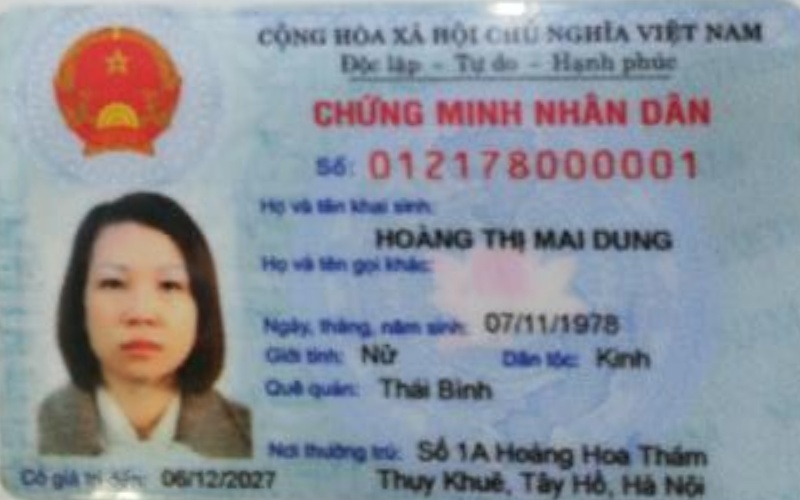 CỘNG HÒA XÃ HỘI CHỦ NGHĨA VIỆT NAM
Độc lập - Tự do - Hạnh phúc
CHỨNG MINH NHÂN DÂN
Số: 012178000001
Họ và tên khai sinh:
HOÀNG THỊ MAI DUNG
Họ và tên gọi khác:
Ngày, tháng, năm sinh: 07/11/1978
Giới tính: Nữ Dân tộc: Kinh
Quê quán: Thái Bình
Nơi thường trú: Số 1A Hoàng Hoa Thám
Thụy Khuê, Tây Hồ, Hà Nội
Có giá trị đến: 06/12/2027